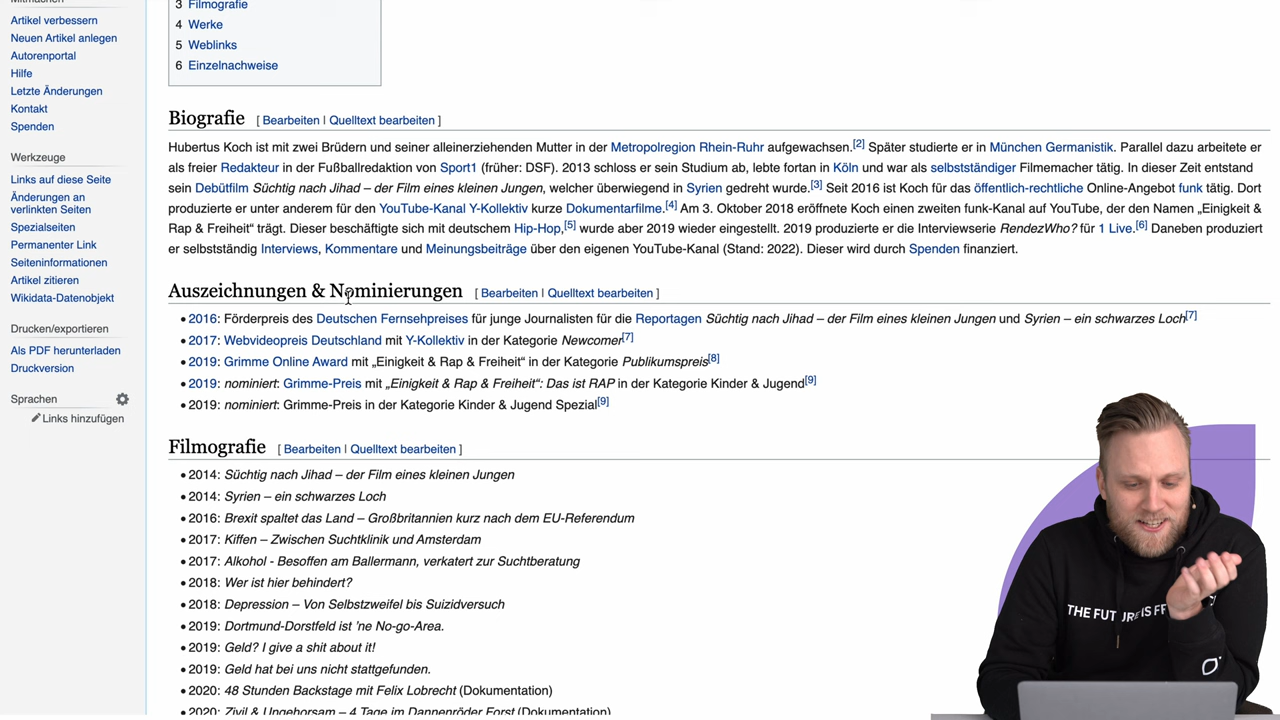 Mitmachen
Artikel verbessern
Neuen Artikel anlegen
Autorenportal
Hilfe
Letzte Änderungen
Kontakt
Spenden
Werkzeuge
Links auf diese Seite
Änderungen an
verlinkten Seiten
Spezialseiten
Permanenter Link
Seiteninformationen
Artikel zitieren
Wikidata-Datenobjekt
Drucken/exportieren
Als PDF herunterladen
Druckversion
Sprachen
Links hinzufügen
3 Filmografie
4 Werke
5 Weblinks
6 Einzelnachweise
Biografie [ Bearbeiten | Quelltext bearbeiten ]
Hubertus Koch ist mit zwei Brüdern und seiner alleinerziehenden Mutter in der Metropolregion Rhein-Ruhr aufgewachsen.[2] Später studierte er in München Germanistik. Parallel dazu arbeitete er
als freier Redakteur in der Fußballredaktion von Sport1 (früher: DSF). 2013 schloss er sein Studium ab, lebte fortan in Köln und war als selbstständiger Filmemacher tätig. In dieser Zeit entstand
sein Debütfilm Süchtig nach Jihad – der Film eines kleinen Jungen, welcher überwiegend in Syrien gedreht wurde.[3] Seit 2016 ist Koch für das öffentlich-rechtliche Online-Angebot funk tätig. Dort
produzierte er unter anderem für den YouTube-Kanal Y-Kollektiv kurze Dokumentarfilme.[4] Am 3. Oktober 2018 eröffnete Koch einen zweiten funk-Kanal auf YouTube, der den Namen „Einigkeit &
Rap & Freiheit“ trägt. Dieser beschäftigte sich mit deutschem Hip-Hop,[5] wurde aber 2019 wieder eingestellt. 2019 produzierte er die Interviewserie RendezWho? für 1 Live.[6] Daneben produziert
er selbstständig Interviews, Kommentare und Meinungsbeiträge über den eigenen YouTube-Kanal (Stand: 2022). Dieser wird durch Spenden finanziert.
Auszeichnungen & Nominierungen [ Bearbeiten | Quelltext bearbeiten ]
• 2016: Förderpreis des Deutschen Fernsehpreises für junge Journalisten für die Reportagen Süchtig nach Jihad – der Film eines kleinen Jungen und Syrien – ein schwarzes Loch[7]
• 2017: Webvideopreis Deutschland mit Y-Kollektiv in der Kategorie Newcomer[7]
• 2019: Grimme Online Award mit „Einigkeit & Rap & Freiheit“ in der Kategorie Publikumspreis[8]
• 2019: nominiert: Grimme-Preis mit „Einigkeit & Rap & Freiheit“: Das ist RAP in der Kategorie Kinder & Jugend[9]
• 2019: nominiert: Grimme-Preis in der Kategorie Kinder & Jugend Spezial[9]
Filmografie [ Bearbeiten | Quelltext bearbeiten ]
• 2014: Süchtig nach Jihad – der Film eines kleinen Jungen
• 2014: Syrien – ein schwarzes Loch
• 2016: Brexit spaltet das Land – Großbritannien kurz nach dem EU-Referendum
• 2017: Kiffen – Zwischen Suchtklinik und Amsterdam
• 2017: Alkohol - Besoffen am Ballermann, verkatert zur Suchtberatung
• 2018: Wer ist hier behindert?
• 2018: Depression – Von Selbstzweifel bis Suizidversuch
• 2019: Dortmund-Dorstfeld ist 'ne No-go-Area.
• 2019: Geld? I give a shit about it!
• 2019: Geld hat bei uns nicht stattgefunden.
• 2020: 48 Stunden Backstage mit Felix Lobrecht (Dokumentation)
• 2020: Zivil & Ungehorsam – 4 Tage im Dannenröder Forst (Dokumentation)
THE FUTURE IS